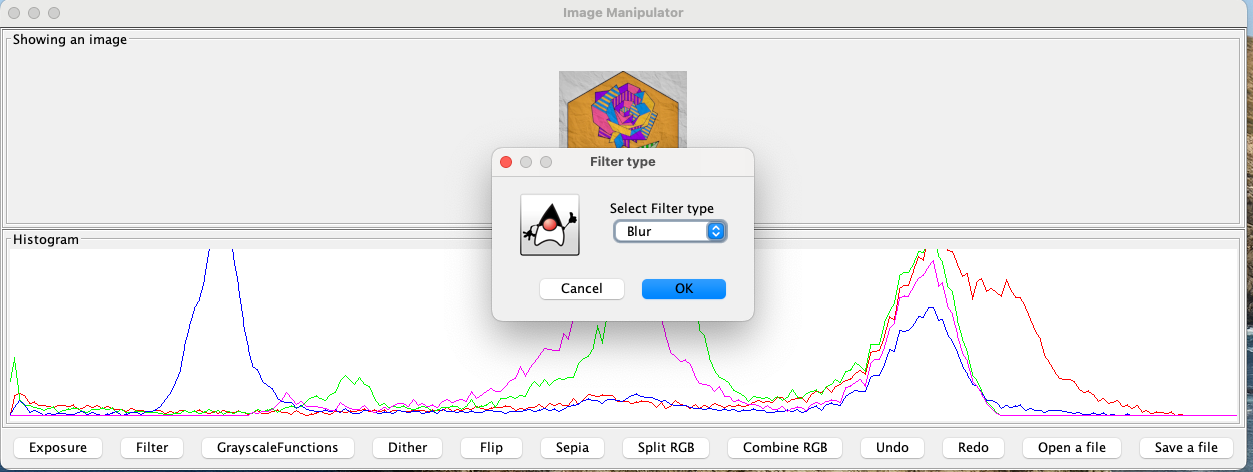 Image Manipulator
Showing an image
Filter type
Select Filter type
Blur
Cancel OK
Histogram
Exposure Filter GrayscaleFunctions Dither Flip Sepia Split RGB Combine RGB Undo Redo Open a file Save a file